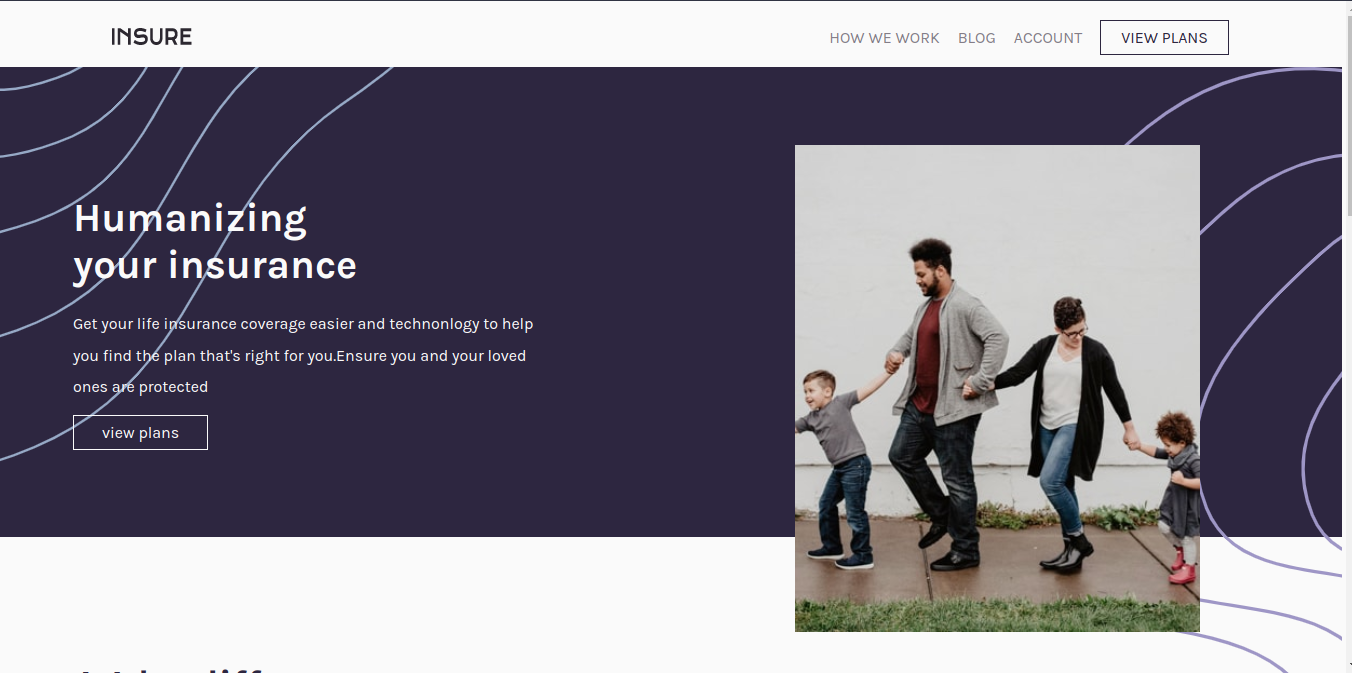 INSURE
HOW WE WORK BLOG ACCOUNT VIEW PLANS
Humanizing
your insurance
Get your life insurance coverage easier and technonlogy to help
you find the plan that's right for you.Ensure you and your loved
ones are protected
view plans